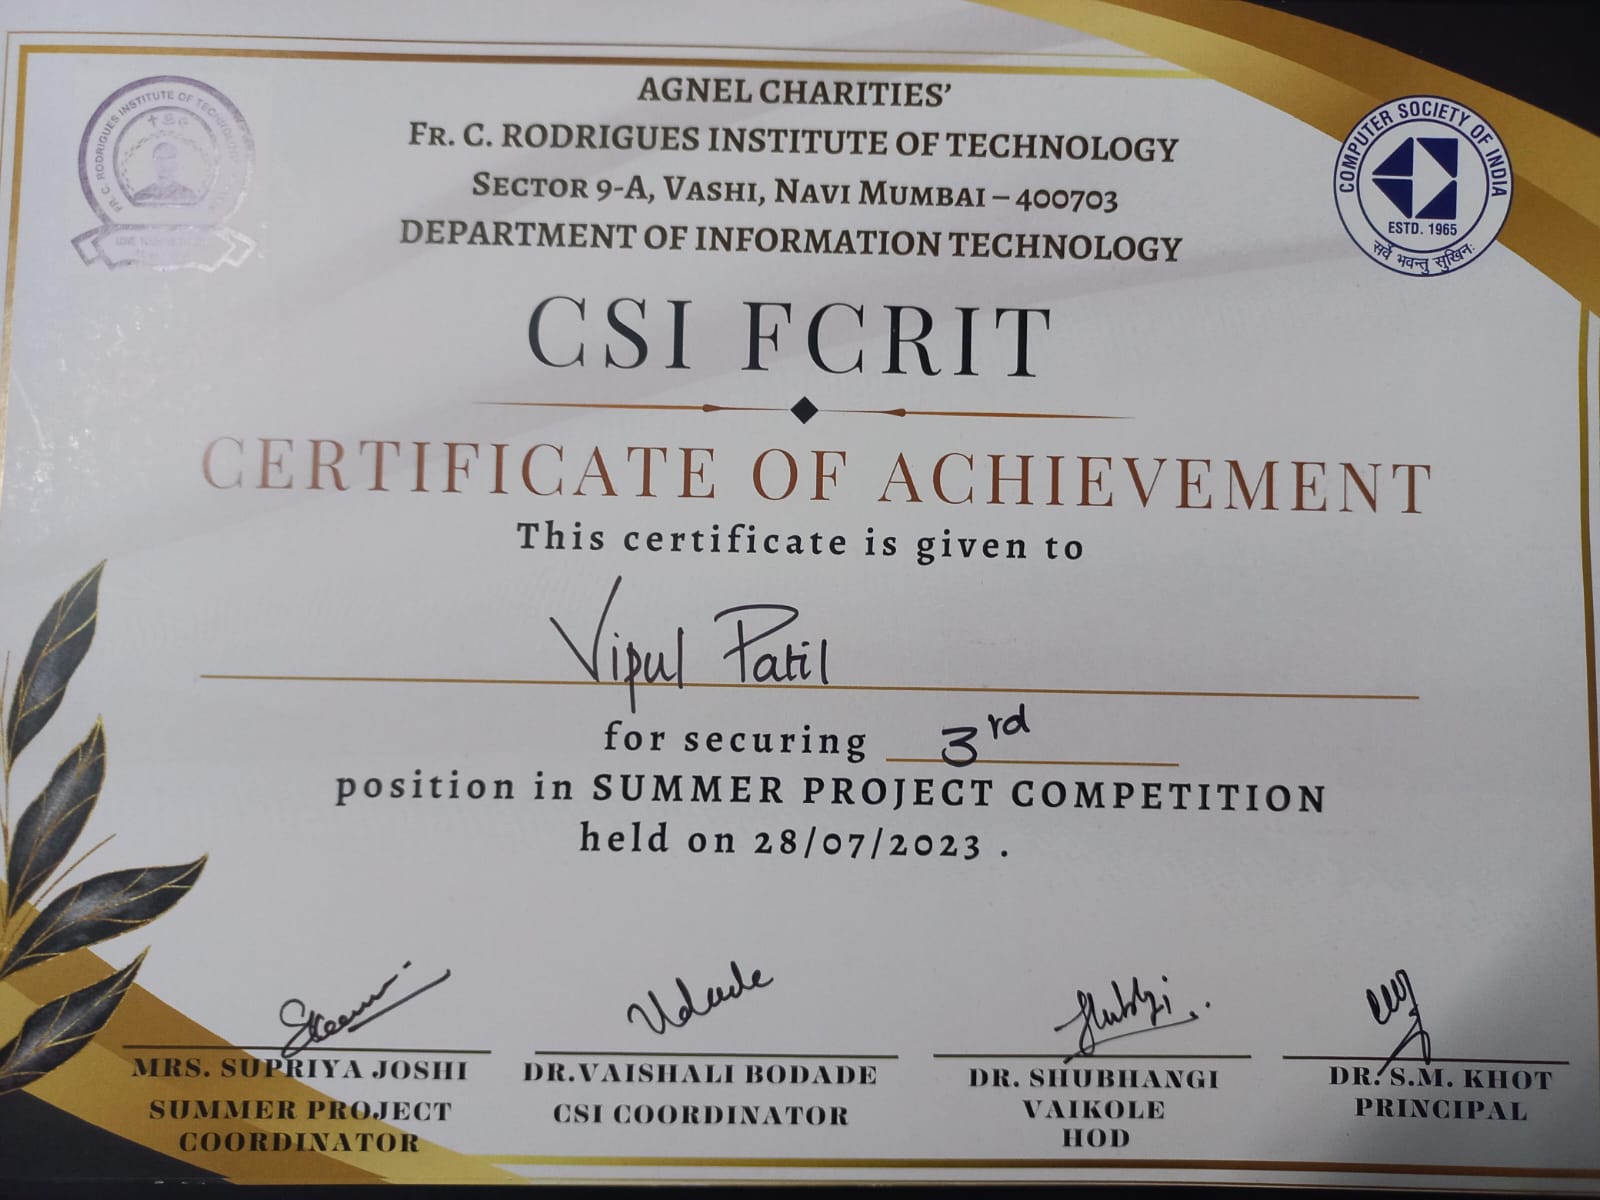 AGNEL CHARITIES’
FR. C. RODRIGUES INSTITUTE OF TECHNOLOGY
SECTOR 9-A, VASHI, NAVI MUMBAI – 400703
DEPARTMENT OF INFORMATION TECHNOLOGY
FR. C. RODRIGUES INSTITUTE OF TECHNOLOGY
COMPUTER SOCIETY OF INDIA
ESTD. 1965
सर्वे भवन्तु सुखिनः
CSI FCRIT
CERTIFICATE OF ACHIEVEMENT
This certificate is given to
Vipul Patil
for securing 3rd
position in SUMMER PROJECT COMPETITION
held on 28/07/2023 .
MRS. SUPRIYA JOSHI
SUMMER PROJECT
COORDINATOR
DR.VAISHALI BODADE
CSI COORDINATOR
DR. SHUBHANGI
VAIKOLE
HOD
DR. S.M. KHOT
PRINCIPAL